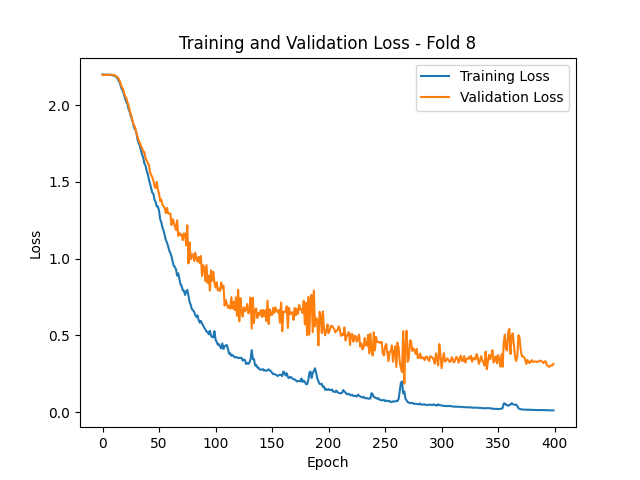 Training and Validation Loss - Fold 8
Training Loss
Validation Loss
2.0
1.5
1.0
0.5
0.0
Loss
0 50 100 150 200 250 300 350 400
Epoch